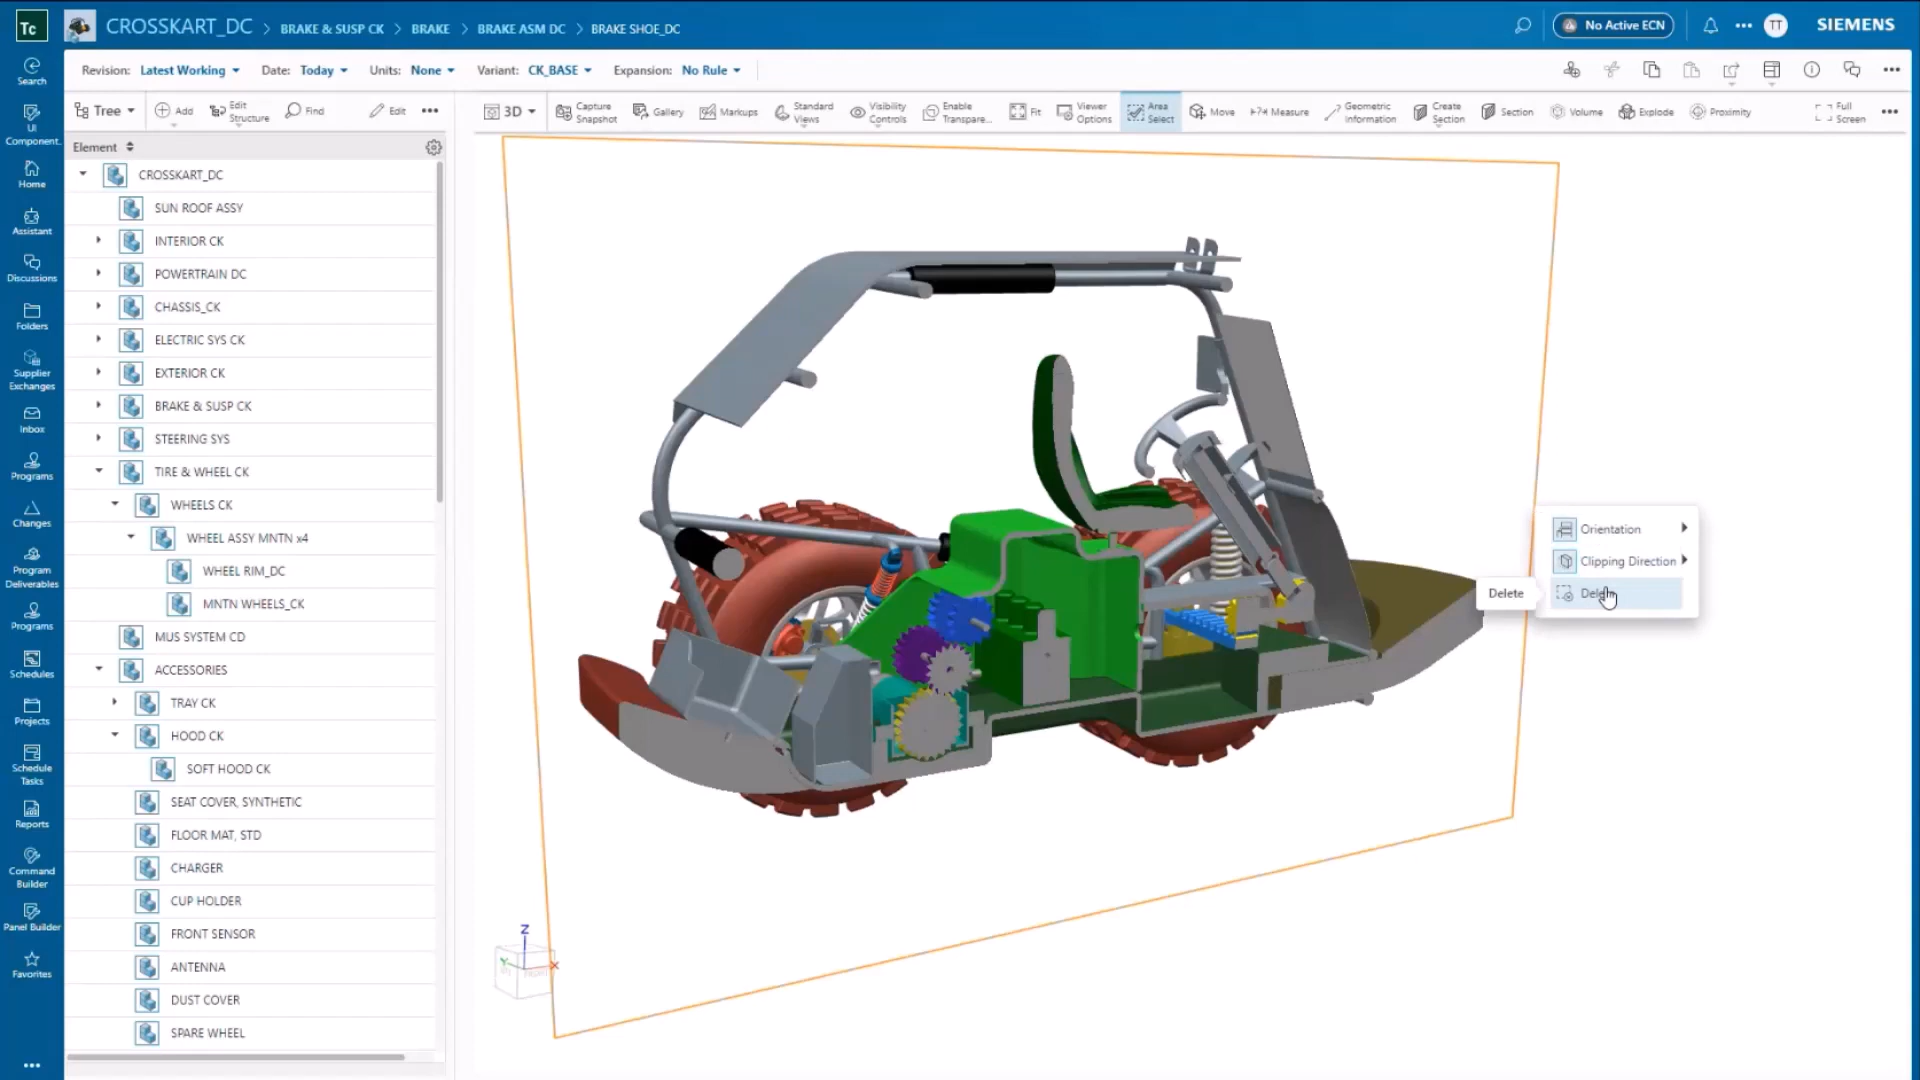 Tc CROSSKART_DC > BRAKE & SUSP CK > BRAKE > BRAKE ASM DC > BRAKE SHOE_DC No Active ECN TT SIEMENS
Revision: Latest Working Date: Today Units: None Variant: CK_BASE Expansion: No Rule
Search
UI Component.
Home
Assistant
Discussions
Folders
Supplier Exchanges
Inbox
Programs
Changes
Program Deliverables
Programs
Schedules
Projects
Schedule Tasks
Reports
Command Builder
Panel Builder
Favorites
Tree Add Edit Structure Find Edit
3D Capture Snapshot Gallery Markups Standard Views Visibility Controls Enable Transpare... Fit Viewer Options Area Select Move Measure Geometric Information Create Section Section Volume Explode Proximity Full Screen
Element
CROSSKART_DC
SUN ROOF ASSY
INTERIOR CK
POWERTRAIN DC
CHASSIS_CK
ELECTRIC SYS CK
EXTERIOR CK
BRAKE & SUSP CK
STEERING SYS
TIRE & WHEEL CK
WHEELS CK
WHEEL ASSY MNTN x4
WHEEL RIM_DC
MNTN WHEELS_CK
MUS SYSTEM CD
ACCESSORIES
TRAY CK
HOOD CK
SOFT HOOD CK
SEAT COVER, SYNTHETIC
FLOOR MAT, STD
CHARGER
CUP HOLDER
FRONT SENSOR
ANTENNA
DUST COVER
SPARE WHEEL
Orientation
Clipping Direction
Delete
Delete
Z
Y
X